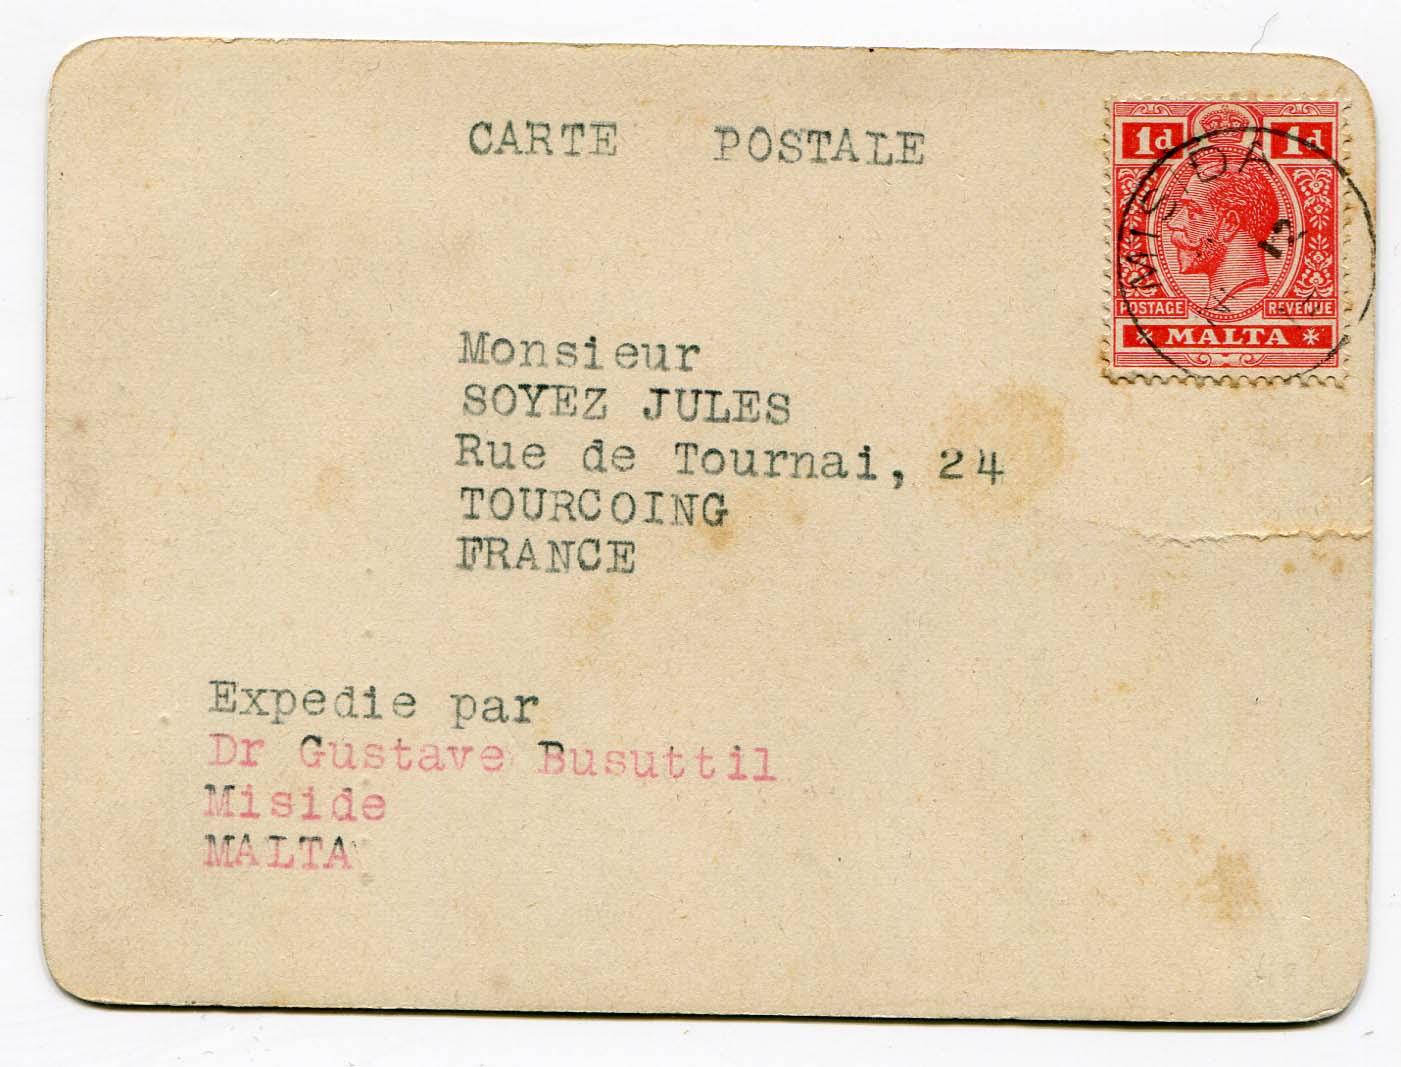 CARTE POSTALE
1d 1d
MISIDA
POSTAGE REVENUE
MALTA
Monsieur
SOYEZ JULES
Rue de Tournai, 24
TOURCOING
FRANCE
Expedie par
Dr Gustave Busuttil
Miside
MALTA